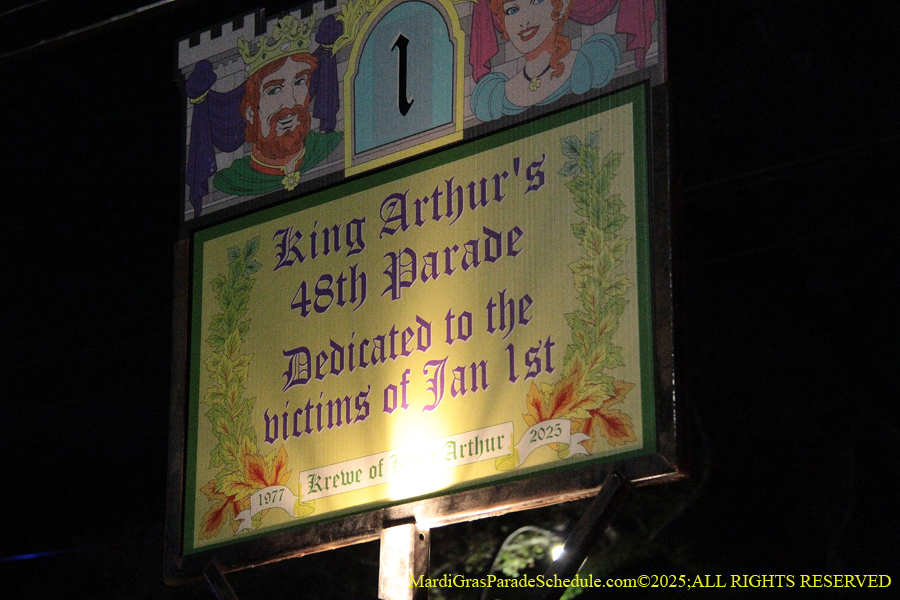 1
King Arthur's
48th Parade
Dedicated to the
victims of Jan 1st
Krewe of Arthur
1977
2025
MardiGrasParadeSchedule.com©2025;ALL RIGHTS RESERVED